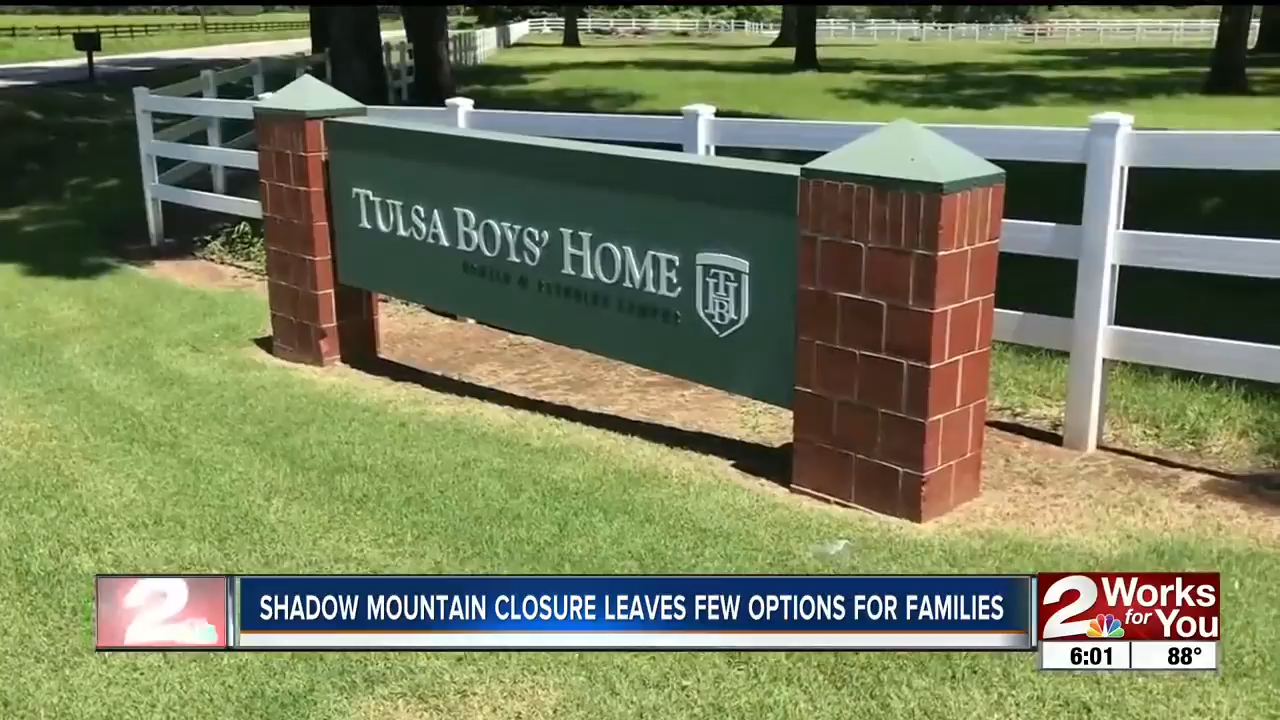 TULSA BOYS' HOME
THB
2
SHADOW MOUNTAIN CLOSURE LEAVES FEW OPTIONS FOR FAMILIES
2 Works
for You
6:01 88°